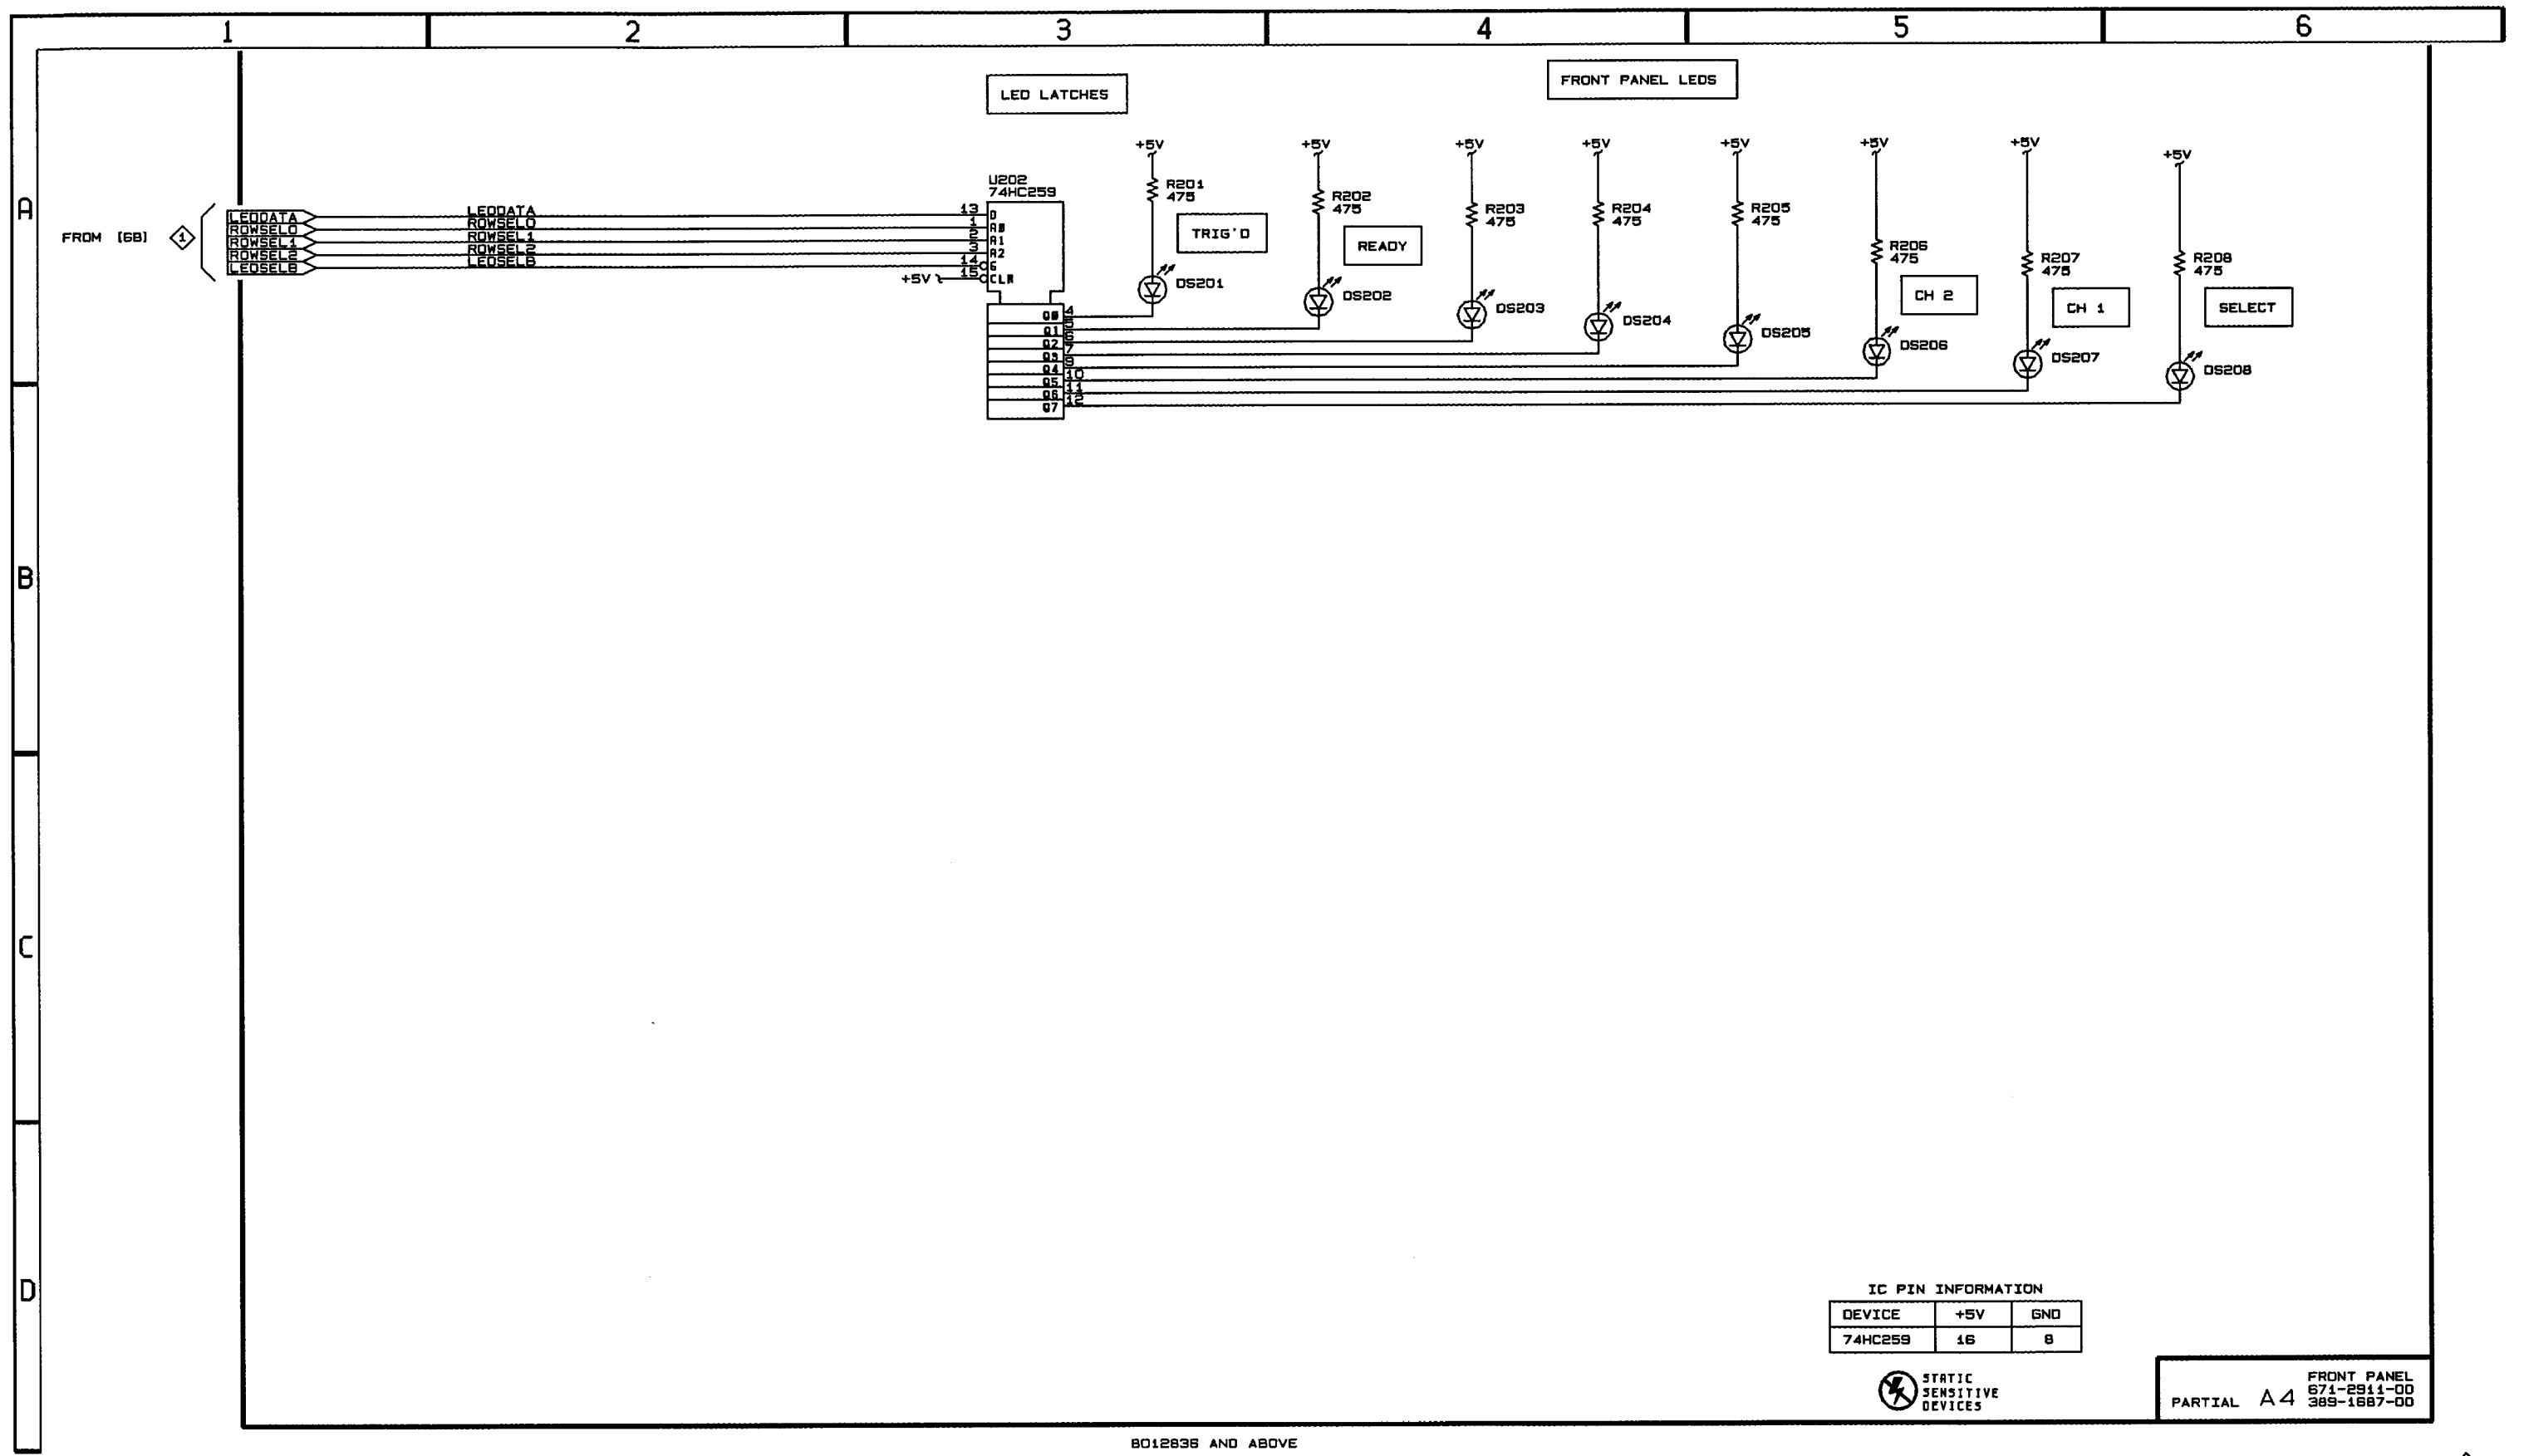 1 2 3 4 5 6
LED LATCHES
FRONT PANEL LEDS
+5V +5V +5V +5V +5V +5V +5V +5V
A
FROM [6B] 1
LEDDATA
ROWSEL0
ROWSEL1
ROWSEL2
LEDSELB
LEDDATA
ROWSEL0
ROWSEL1
ROWSEL2
LEDSELB
U202
74HC259
13 D
1 A0
2 A1
3 A2
14 G
+5V 15 CLR
Q0 4
Q1 5
Q2 6
Q3 7
Q4 9
Q5 10
Q6 11
Q7 12
R201
475
TRIG'D
DS201
R202
475
READY
DS202
R203
475
DS203
R204
475
DS204
R205
475
DS205
R206
475
CH 2
DS206
R207
475
CH 1
DS207
R208
475
SELECT
DS208
B
C
D
IC PIN INFORMATION
DEVICE +5V GND
74HC259 16 8
STATIC
SENSITIVE
DEVICES
PARTIAL A4
FRONT PANEL
671-2911-00
389-1687-00
B012836 AND ABOVE